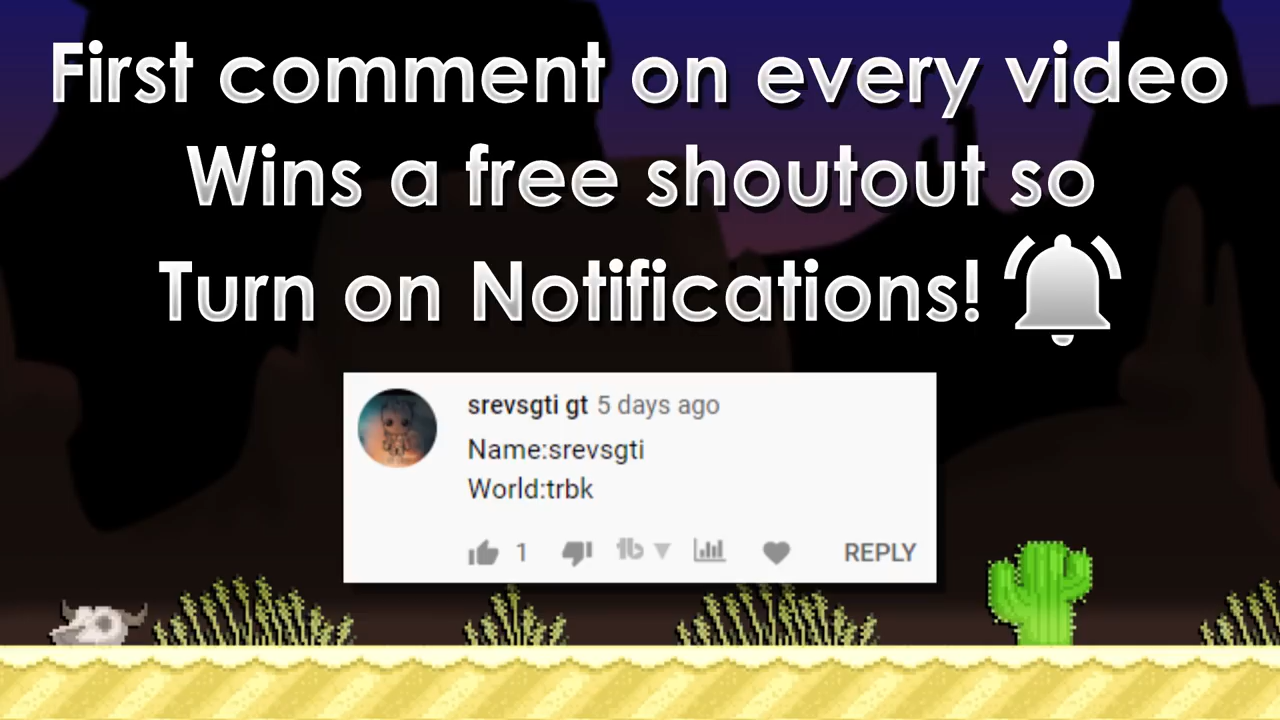 First comment on every video
Wins a free shoutout so
Turn on Notifications!
srevsgti gt 5 days ago
Name:srevsgti
World:trbk
1 tb REPLY